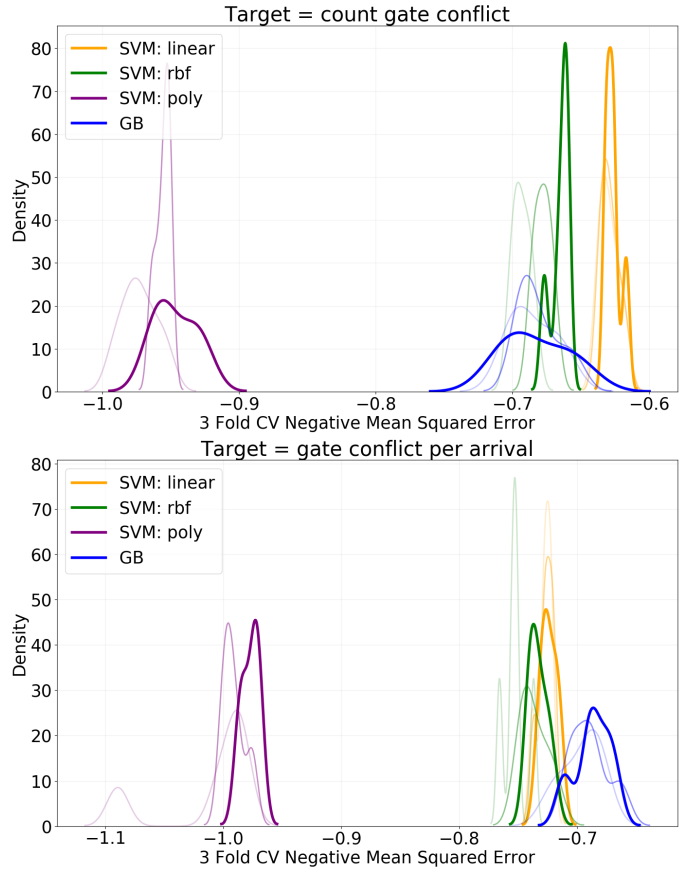 Target = count gate conflict
SVM: linear
SVM: rbf
SVM: poly
GB
80
70
60
50
40
30
20
10
0
Density
−1.0 −0.9 −0.8 −0.7 −0.6
3 Fold CV Negative Mean Squared Error
Target = gate conflict per arrival
SVM: linear
SVM: rbf
SVM: poly
GB
80
70
60
50
40
30
20
10
0
Density
−1.1 −1.0 −0.9 −0.8 −0.7
3 Fold CV Negative Mean Squared Error